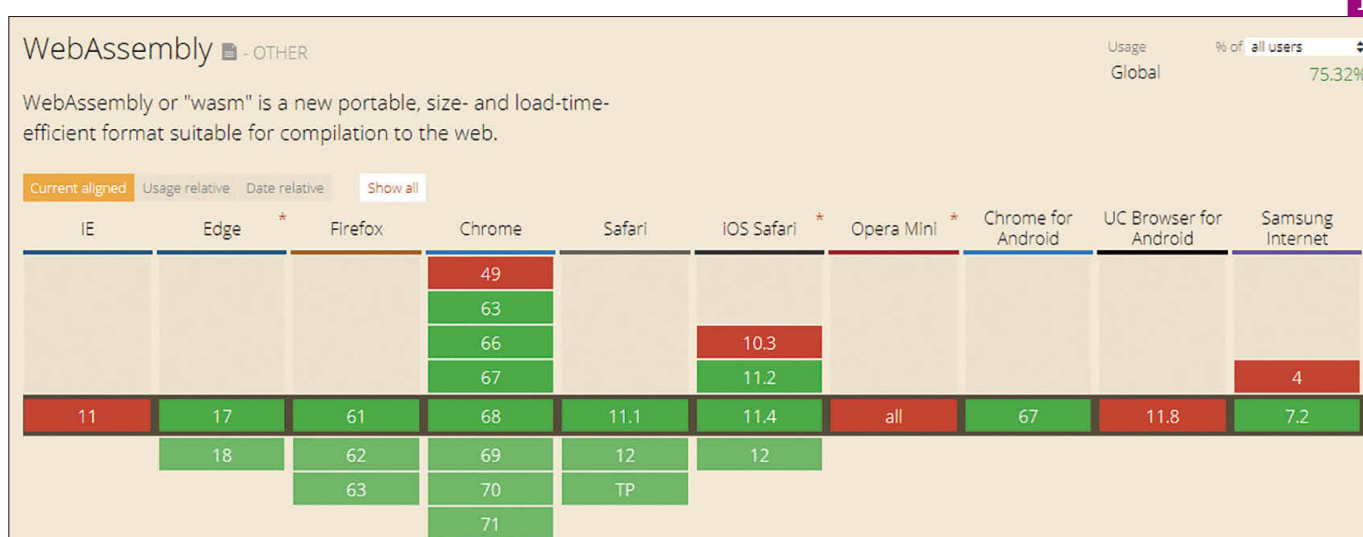 1
WebAssembly - OTHER
Usage % of all users
Global 75.32%
WebAssembly or "wasm" is a new portable, size- and load-time-
efficient format suitable for compilation to the web.
Current aligned Usage relative Date relative Show all
IE Edge * Firefox Chrome Safari iOS Safari * Opera Mini * Chrome for Android UC Browser for Android Samsung Internet
49
63
66 10.3
67 11.2 4
11 17 61 68 11.1 11.4 all 67 11.8 7.2
18 62 69 12 12
63 70 TP
71